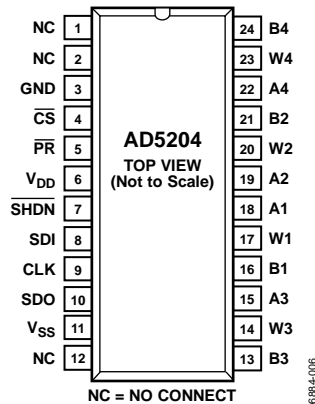 NC 1
NC 2
GND 3
CS 4
PR 5
VDD 6
SHDN 7
SDI 8
CLK 9
SDO 10
VSS 11
NC 12
AD5204
TOP VIEW
(Not to Scale)
24 B4
23 W4
22 A4
21 B2
20 W2
19 A2
18 A1
17 W1
16 B1
15 A3
14 W3
13 B3
NC = NO CONNECT
6884-006